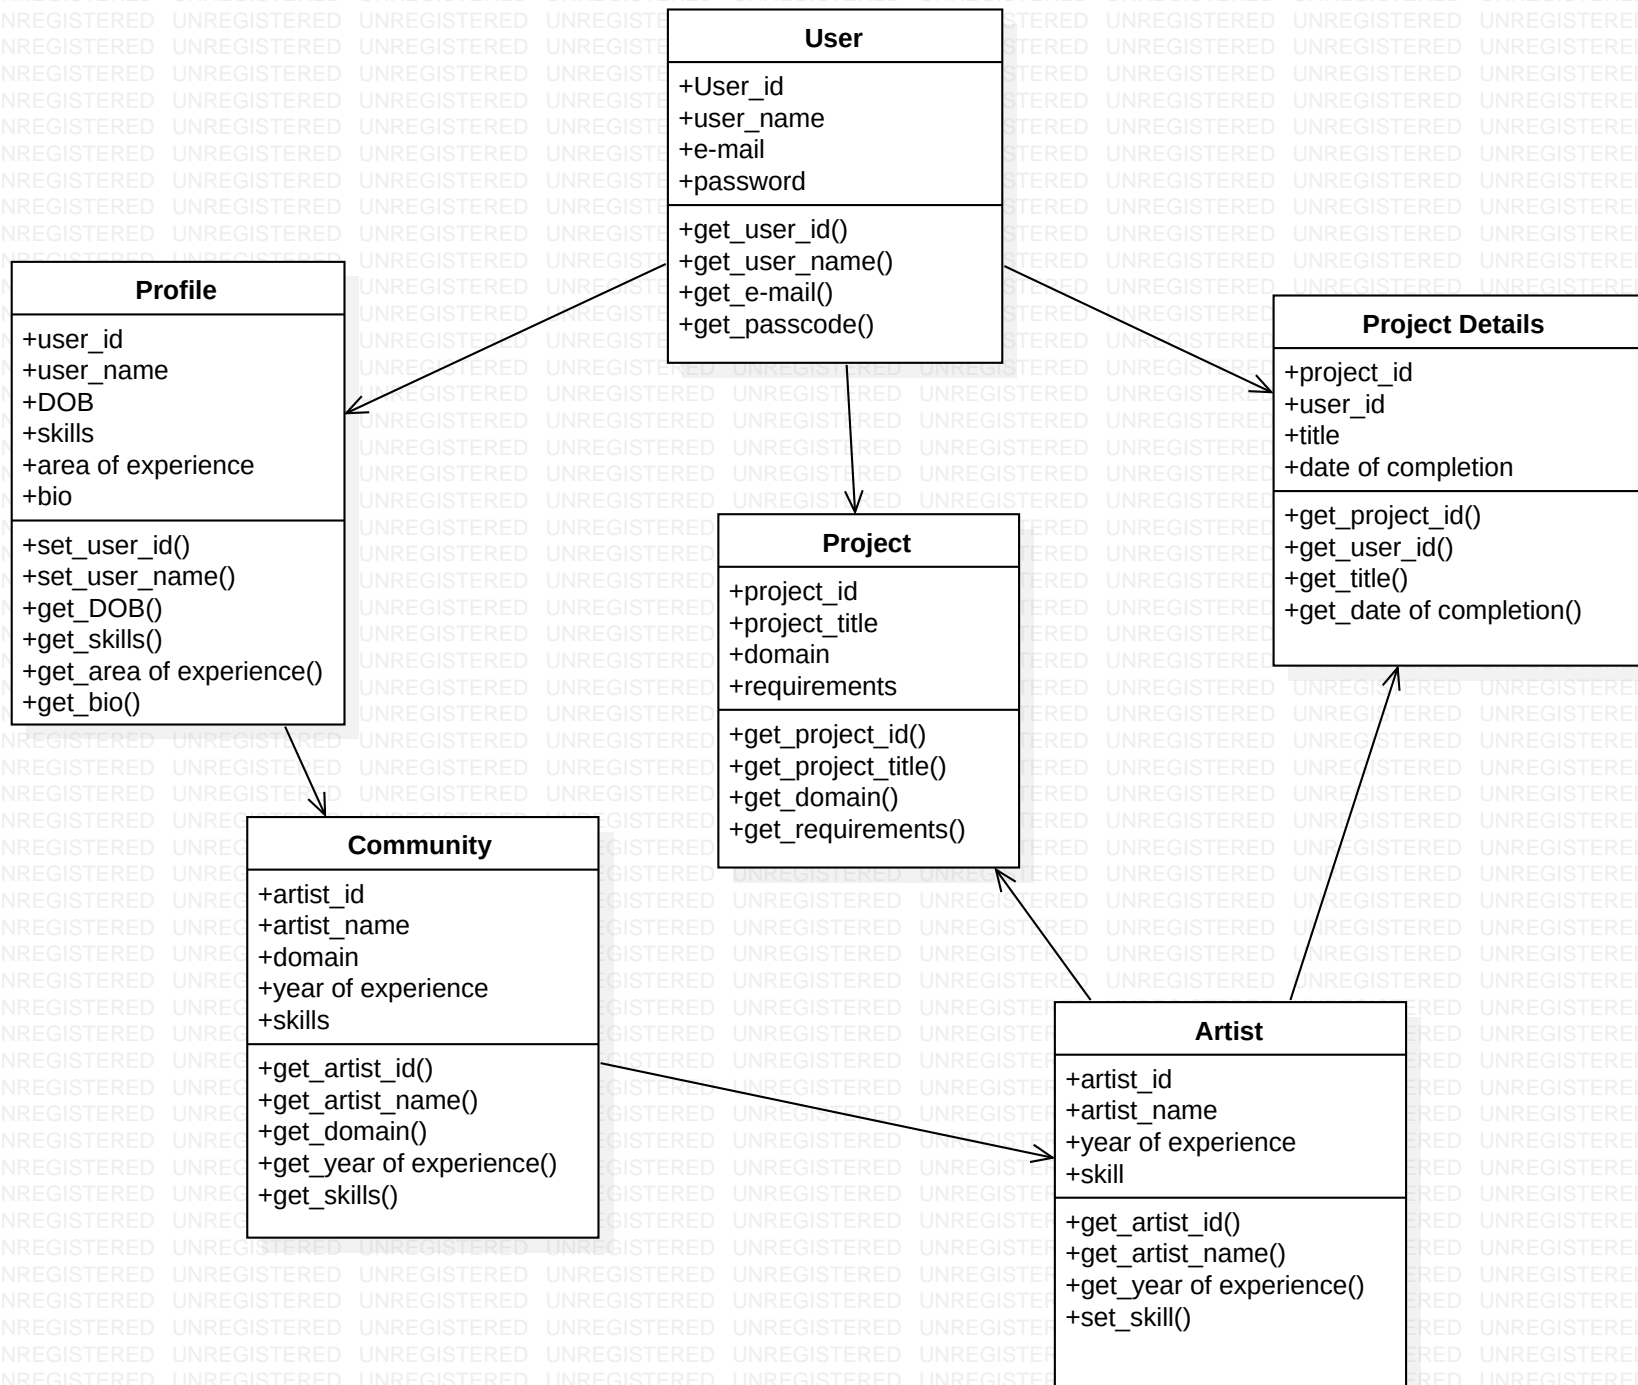 User
+User_id
+user_name
+e-mail
+password
+get_user_id()
+get_user_name()
+get_e-mail()
+get_passcode()
Profile
+user_id
+user_name
+DOB
+skills
+area of experience
+bio
+set_user_id()
+set_user_name()
+get_DOB()
+get_skills()
+get_area of experience()
+get_bio()
Project Details
+project_id
+user_id
+title
+date of completion
+get_project_id()
+get_user_id()
+get_title()
+get_date of completion()
Project
+project_id
+project_title
+domain
+requirements
+get_project_id()
+get_project_title()
+get_domain()
+get_requirements()
Community
+artist_id
+artist_name
+domain
+year of experience
+skills
+get_artist_id()
+get_artist_name()
+get_domain()
+get_year of experience()
+get_skills()
Artist
+artist_id
+artist_name
+year of experience
+skill
+get_artist_id()
+get_artist_name()
+get_year of experience()
+set_skill()
UNREGISTERED